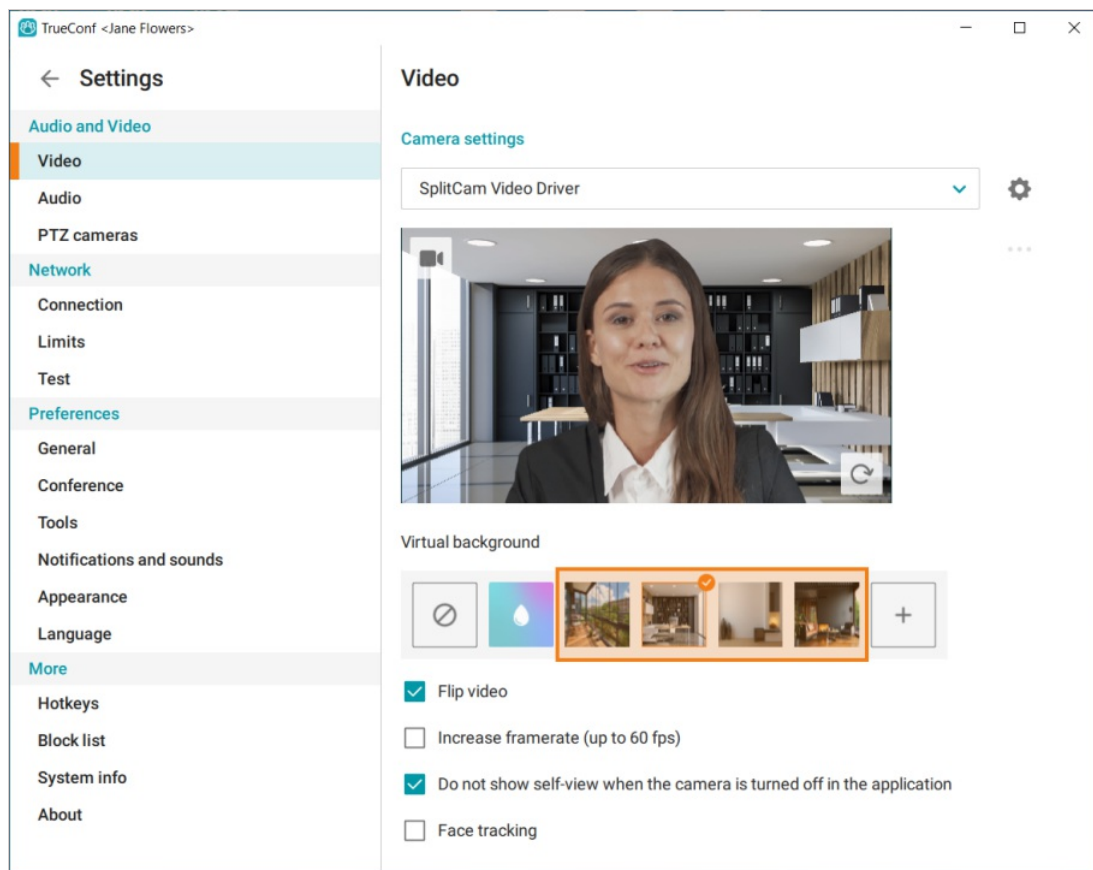 TrueConf <Jane Flowers>
Settings
Audio and Video
Video
Audio
PTZ cameras
Network
Connection
Limits
Test
Preferences
General
Conference
Tools
Notifications and sounds
Appearance
Language
More
Hotkeys
Block list
System info
About
Video
Camera settings
SplitCam Video Driver
Virtual background
Flip video
Increase framerate (up to 60 fps)
Do not show self-view when the camera is turned off in the application
Face tracking